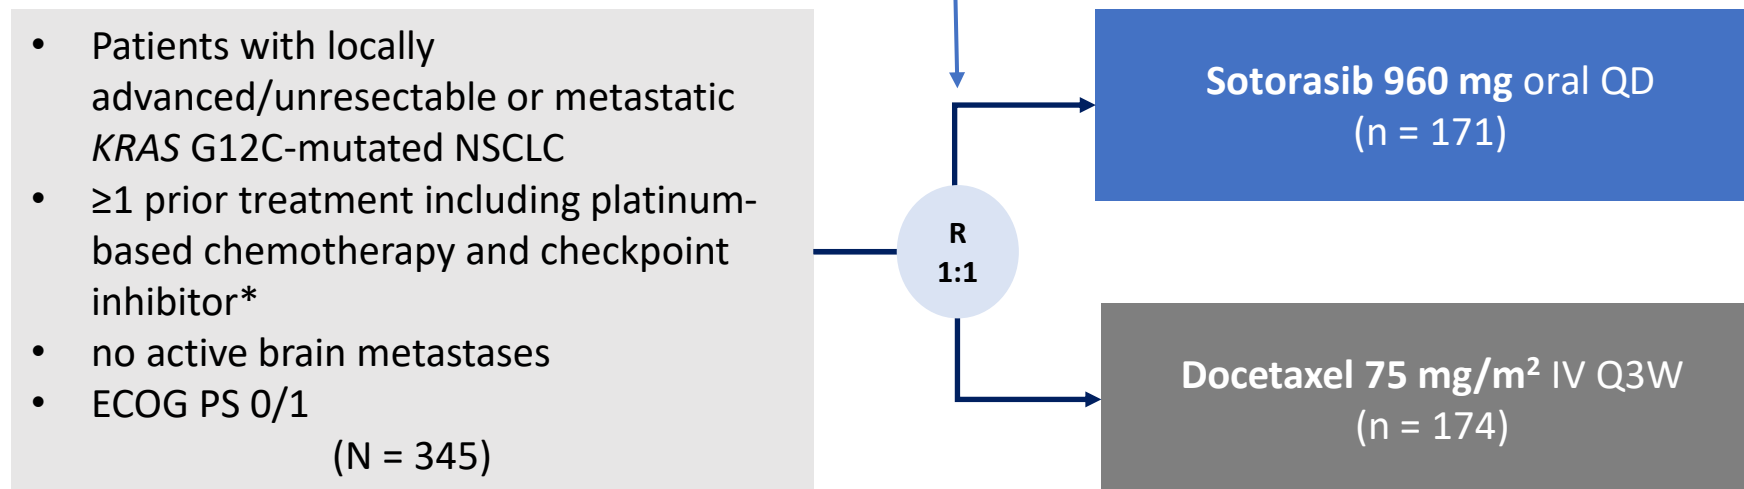 • Patients with locally
advanced/unresectable or metastatic
KRAS G12C-mutated NSCLC
• ≥1 prior treatment including platinum-
based chemotherapy and checkpoint
inhibitor*
• no active brain metastases
• ECOG PS 0/1
(N = 345)
R
1:1
Sotorasib 960 mg oral QD
(n = 171)
Docetaxel 75 mg/m² IV Q3W
(n = 174)